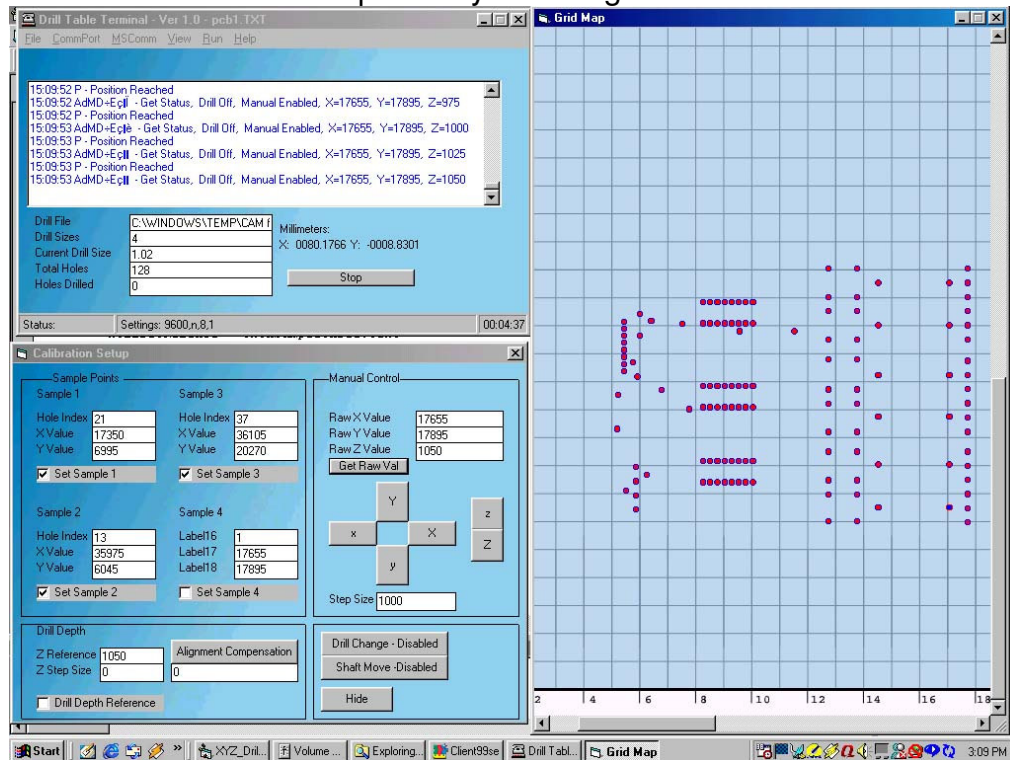 Drill Table Terminal - Ver 1.0 - pcb1.TXT
File CommPort MSComm View Run Help
15:09:52 P - Position Reached
15:09:52 - Get Status, Drill Off, Manual Enabled, X=17655, Y=17895, Z=975
15:09:52 P - Position Reached
15:09:53 - Get Status, Drill Off, Manual Enabled, X=17655, Y=17895, Z=1000
15:09:53 P - Position Reached
15:09:53 - Get Status, Drill Off, Manual Enabled, X=17655, Y=17895, Z=1025
15:09:53 P - Position Reached
15:09:53 - Get Status, Drill Off, Manual Enabled, X=17655, Y=17895, Z=1050
Drill File C:\WINDOWS\TEMP\CAM f
Drill Sizes 4
Current Drill Size 1.02
Total Holes 128
Holes Drilled 0
Millimeters:
X: 0080.1766 Y: -0008.8301
Stop
Status: Settings: 9600,n,8,1 00:04:37
Calibration Setup
Sample Points
Sample 1
Hole Index 21
X Value 17350
Y Value 6995
Set Sample 1
Sample 3
Hole Index 37
X Value 36105
Y Value 20270
Set Sample 3
Sample 2
Hole Index 13
X Value 35975
Y Value 6045
Set Sample 2
Sample 4
Label16 1
Label17 17655
Label18 17895
Set Sample 4
Manual Control
Raw X Value 17655
Raw Y Value 17895
Raw Z Value 1050
Get Raw Val
Y
x X
y
z
Z
Step Size 1000
Drill Depth
Z Reference 1050
Z Step Size 0
Alignment Compensation
0
Drill Depth Reference
Drill Change - Disabled
Shaft Move -Disabled
Hide
Grid Map
2 4 6 8 10 12 14 16 18
Start » XYZ_Dril... Volume ... Exploring... Client99se Drill Tabl... Grid Map 3:09 PM